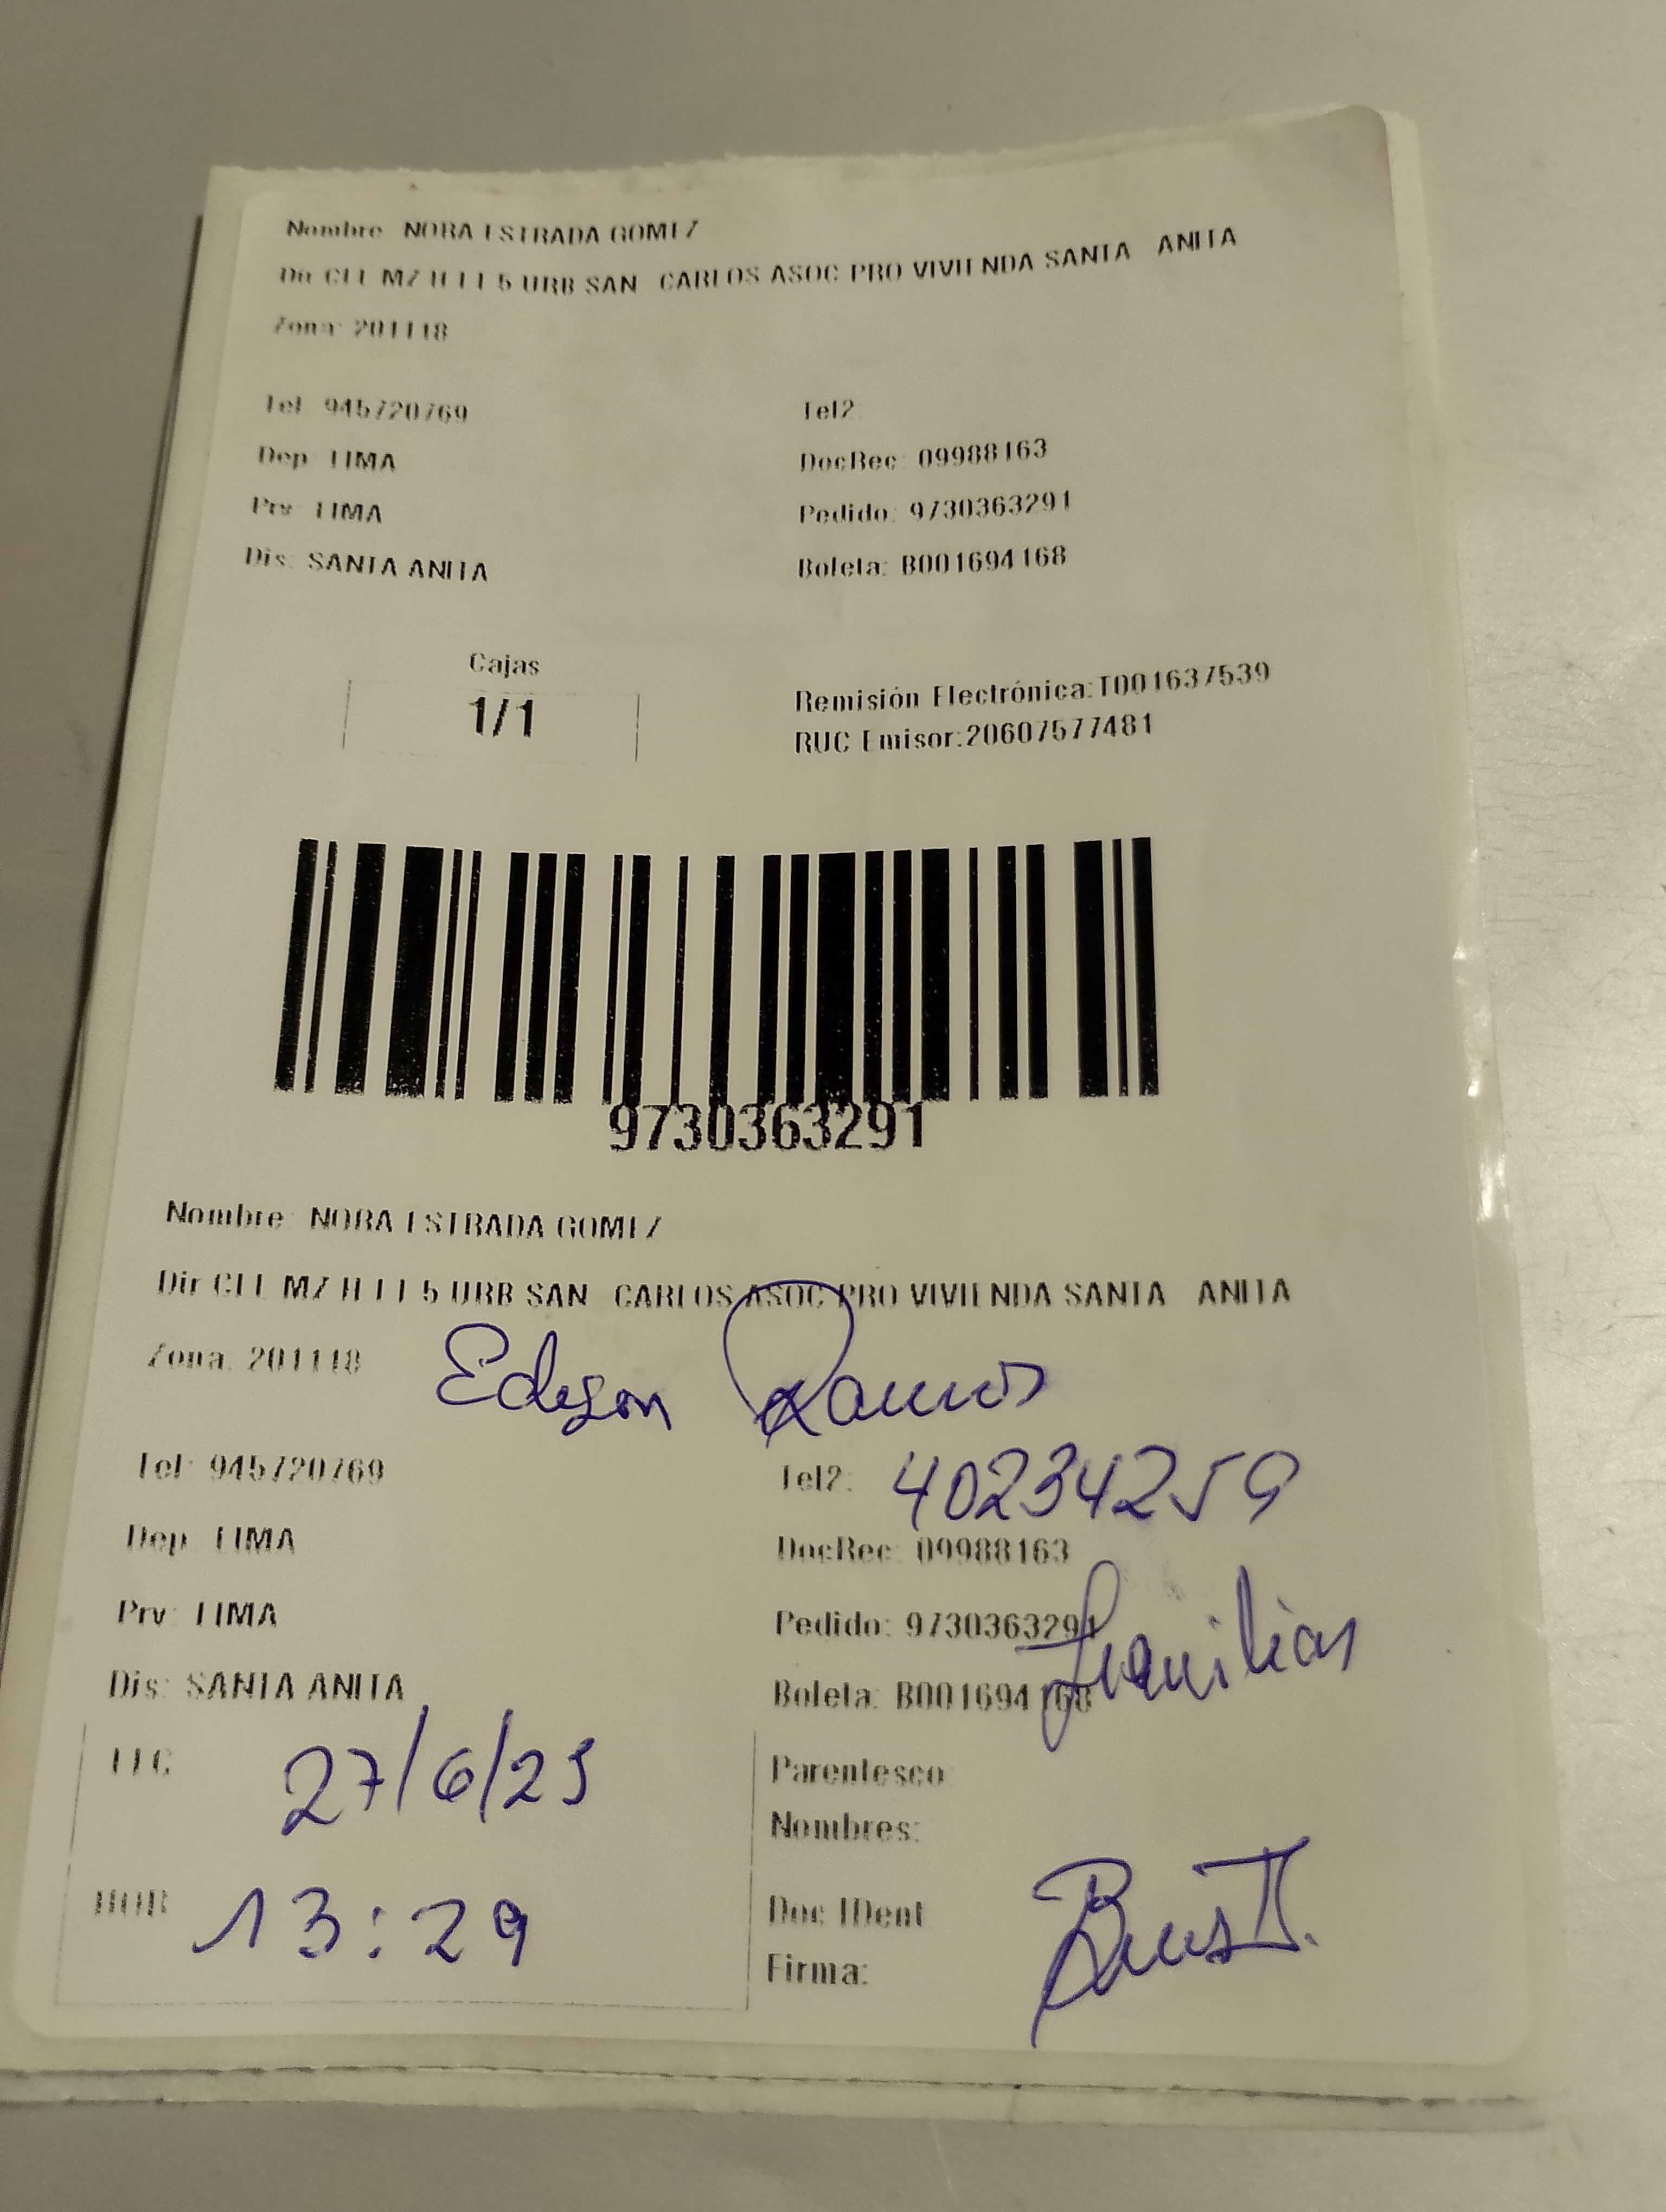 Nombre: NORA ESTRADA GOMEZ
Dir CLL MZ H LT 5 URB SAN CARLOS ASOC PRO VIVIENDA SANTA ANITA
Zona: 201118
Tel: 945720769 Tel2:
Dep: LIMA DocRec: 09988163
Prv: LIMA Pedido: 9730363291
Dis: SANTA ANITA Boleta: B001694168
Cajas
1/1
Remisión Electrónica:T001637539
RUC Emisor:20607577481
9730363291
Nombre: NORA ESTRADA GOMEZ
Dir CLL MZ H LT 5 URB SAN CARLOS ASOC PRO VIVIENDA SANTA ANITA
Zona: 201118 Edison Ramos
Tel: 945720769 Tel2: 40234259
Dep: LIMA DocRec: 09988163
Prv: LIMA Pedido: 9730363291
Familiar
Dis: SANTA ANITA Boleta: B001694168
27/6/25 Parentesco:
Nombres:
HOR 13:29 Doc IDent
Firma: